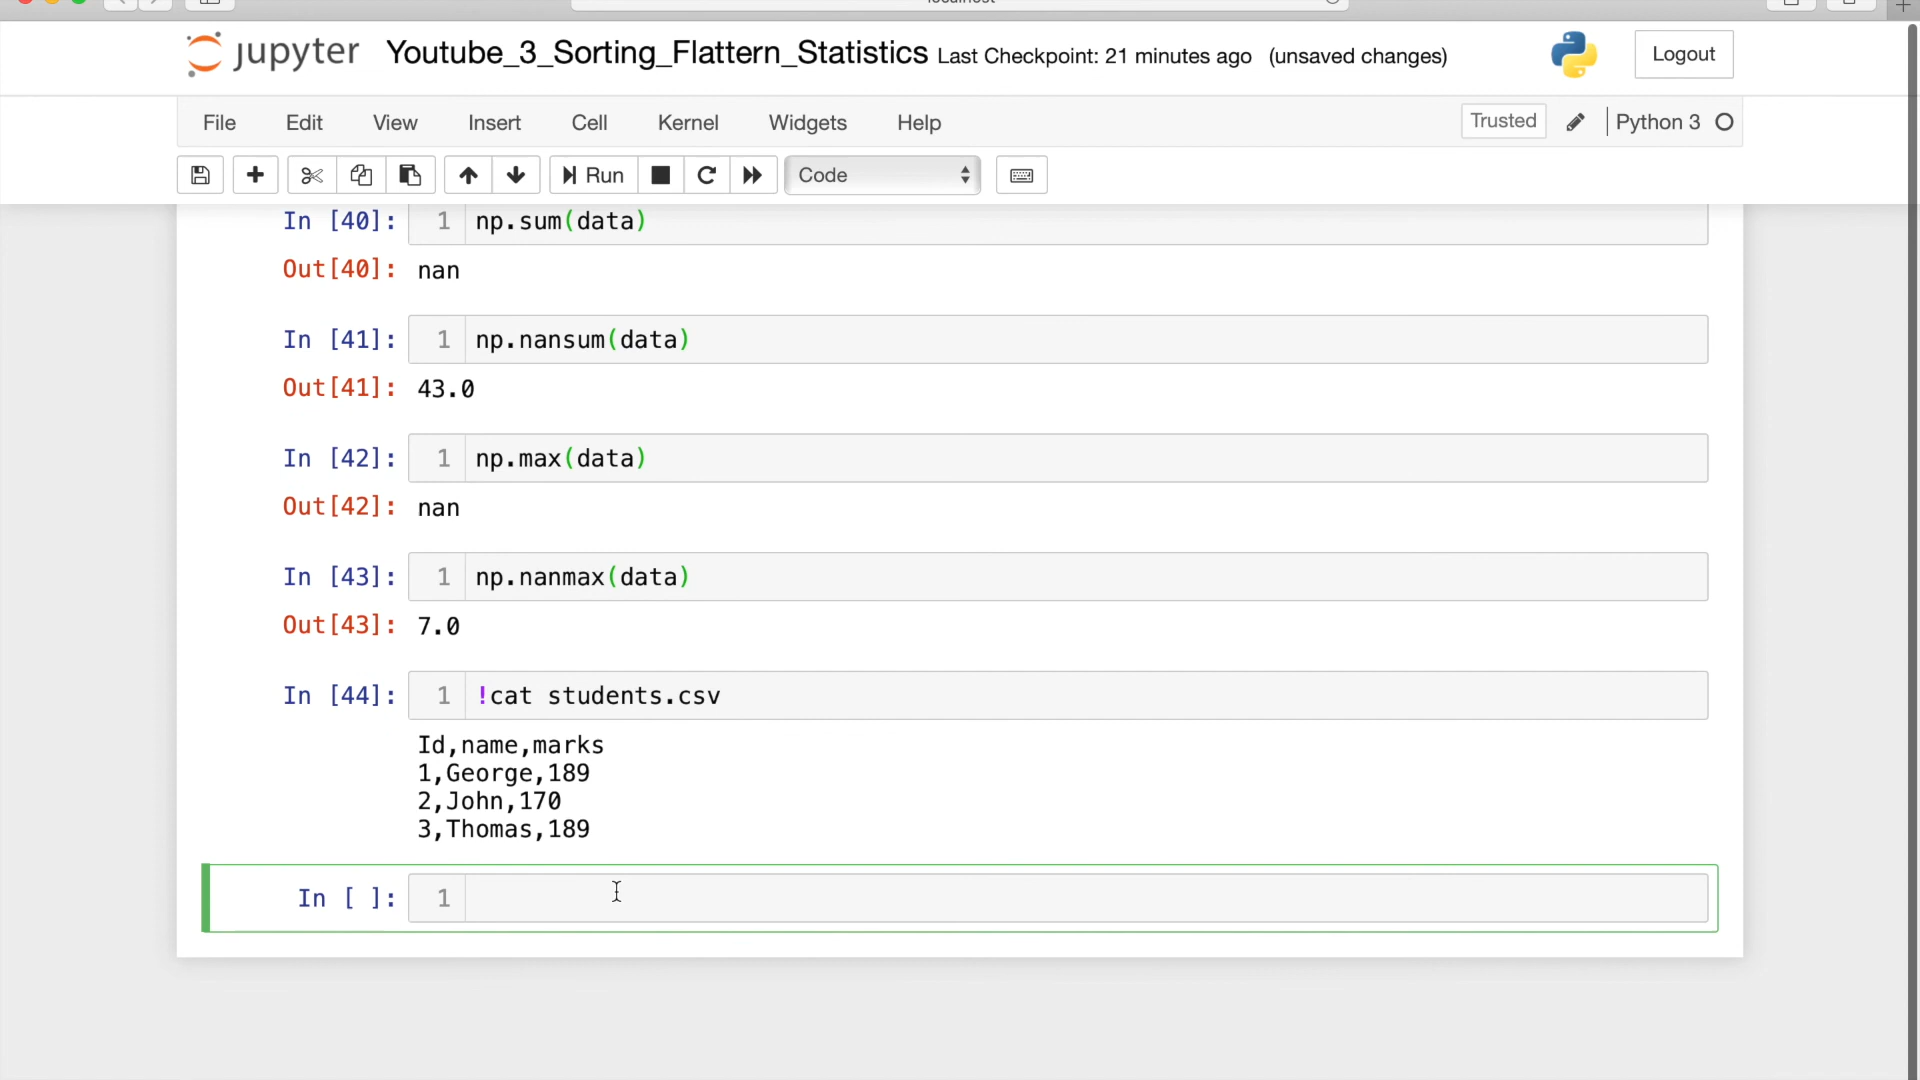 jupyter Youtube_3_Sorting_Flattern_Statistics Last Checkpoint: 21 minutes ago (unsaved changes) Logout
File Edit View Insert Cell Kernel Widgets Help Trusted Python 3
Run Code
In [40]: 1 np.sum(data)
Out[40]: nan
In [41]: 1 np.nansum(data)
Out[41]: 43.0
In [42]: 1 np.max(data)
Out[42]: nan
In [43]: 1 np.nanmax(data)
Out[43]: 7.0
In [44]: 1 !cat students.csv
Id,name,marks
1,George,189
2,John,170
3,Thomas,189
In [ ]: 1